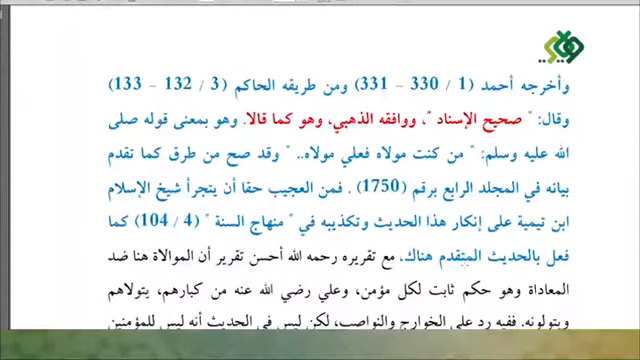 وأخرجه أحمد (1 / 330 – 331) ومن طريقه الحاكم (3 / 132 – 133)
وقال: " صحيح الإسناد "، ووافقه الذهبي، وهو كما قالا. وهو بمعنى قوله صلى
الله عليه وسلم: " من كنت مولاه فعلي مولاه.. " وقد صح من طرق كما تقدم
بيانه في المجلد الرابع برقم (1750) . فمن العجيب حقا أن يتجرأ شيخ الإسلام
ابن تيمية على إنكار هذا الحديث وتكذيبه في " منهاج السنة " (4 / 104) كما
فعل بالحديث المتقدم هناك، مع تقريره رحمه الله أحسن تقرير أن الموالاة هنا ضد
المعاداة وهو حكم ثابت لكل مؤمن، وعلي رضي الله عنه من كبارهم، يتولاهم
ويتولونه. ففيه رد على الخوارج والنواصب، لكن ليس في الحديث أنه ليس للمؤمنين